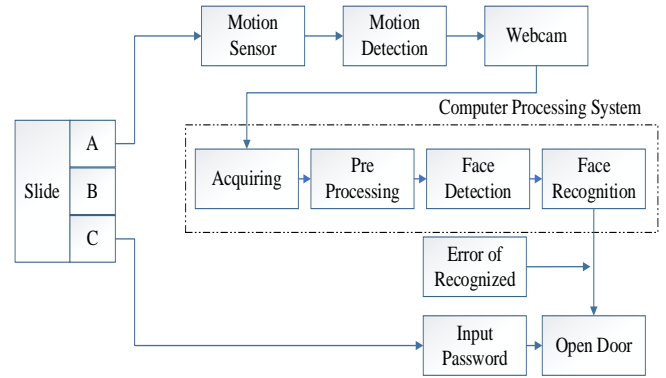 Motion
Sensor
Motion
Detection
Webcam
Computer Processing System
Slide
A
B
C
Acquiring
Pre
Processing
Face
Detection
Face
Recognition
Error of
Recognized
Input
Password
Open Door